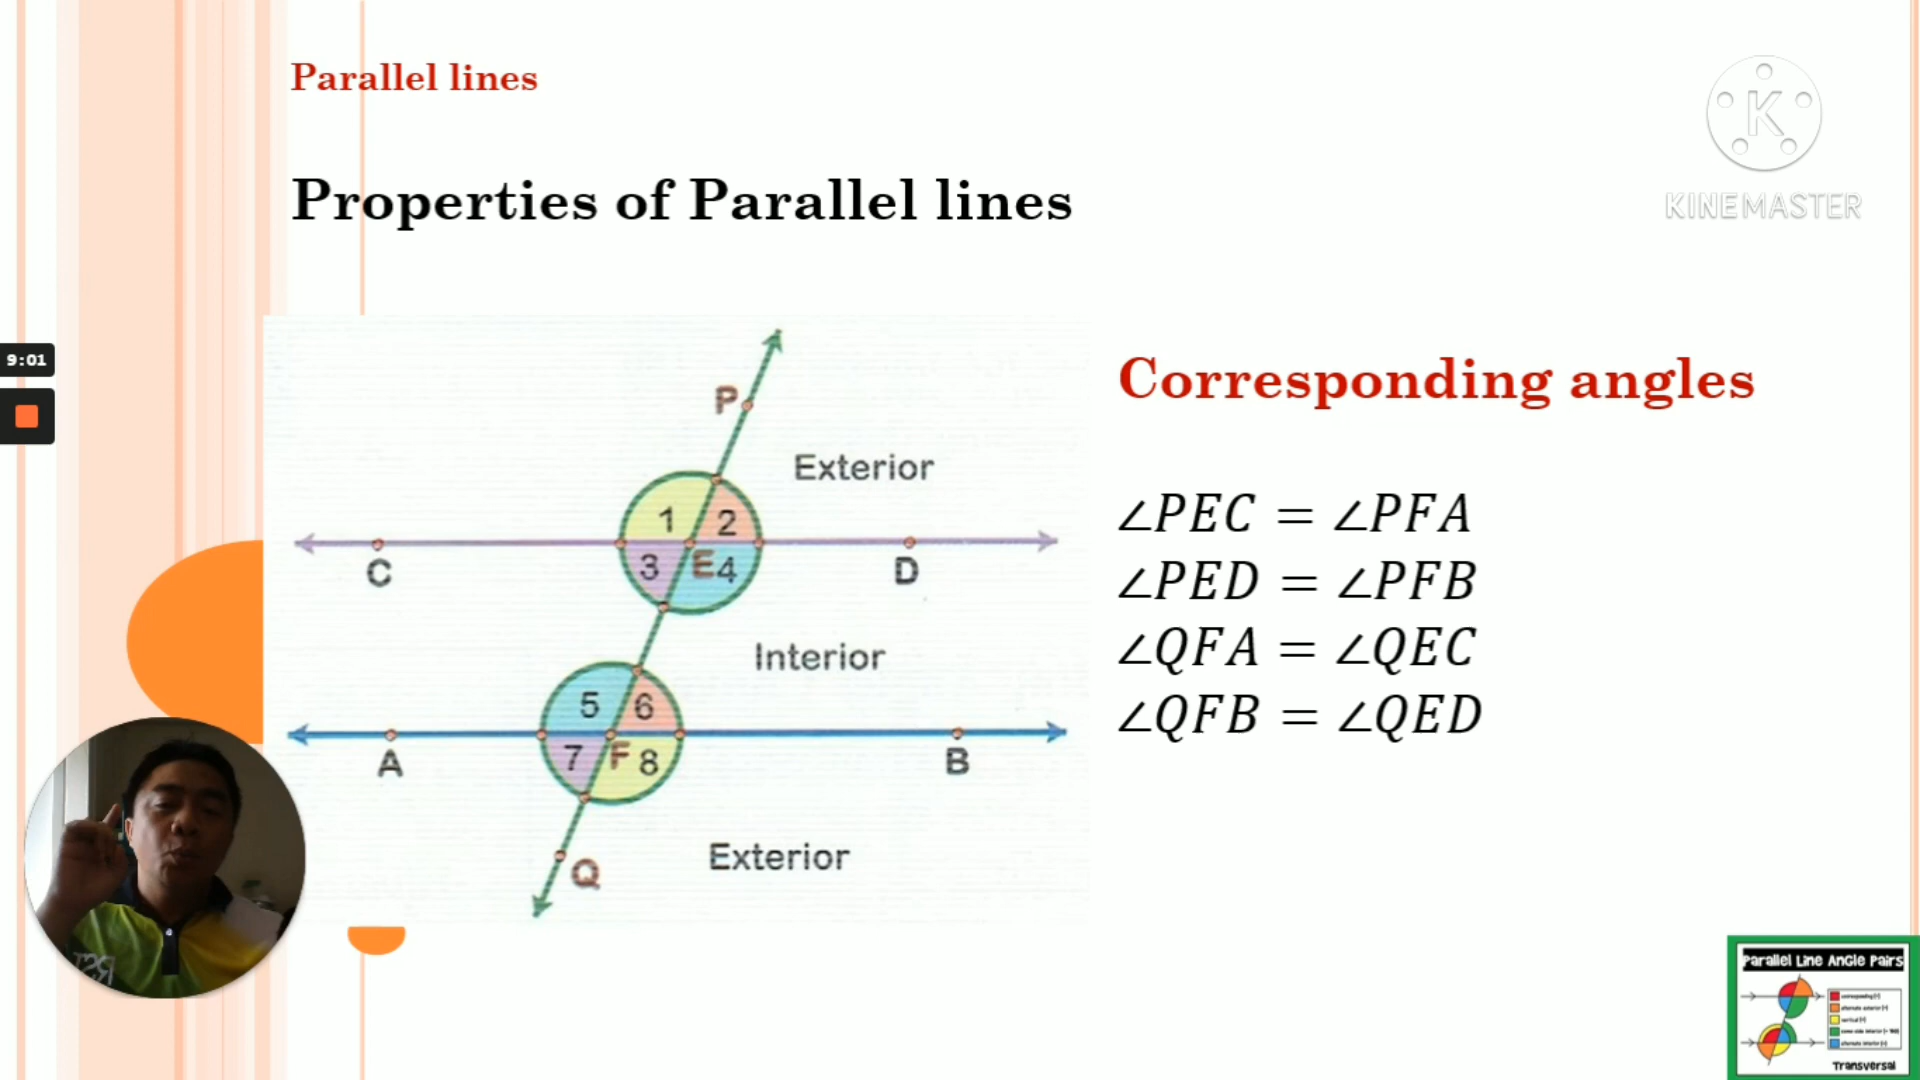 Parallel lines
K
KINEMASTER
Properties of Parallel lines
9:01
P
Exterior
Corresponding angles
1 2
∠PEC = ∠PFA
C 3 E 4 D
∠PED = ∠PFB
Interior
∠QFA = ∠QEC
5 6
∠QFB = ∠QED
A 7 F 8 B
Q Exterior
Parallel Line Angle Pairs
Transversal